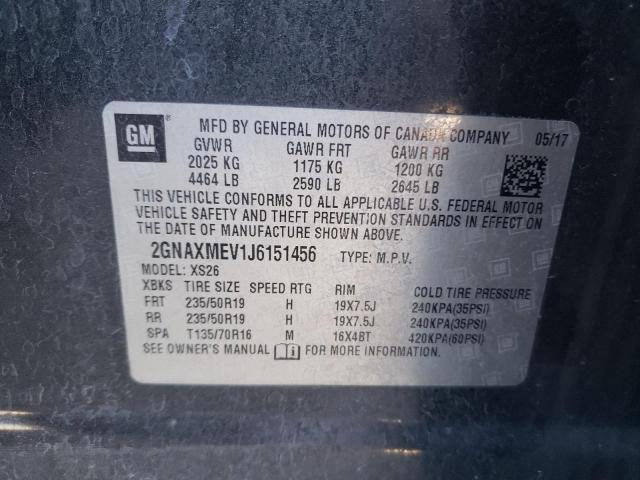 GM
MFD BY GENERAL MOTORS OF CANADA COMPANY 05/17
GVWR GAWR FRT GAWR RR
2025 KG 1175 KG 1200 KG
4464 LB 2590 LB 2645 LB
THIS VEHICLE CONFORMS TO ALL APPLICABLE U.S. FEDERAL MOTOR
VEHICLE SAFETY AND THEFT PREVENTION STANDARDS IN EFFECT ON
THE DATE OF MANUFACTURE SHOWN ABOVE.
2GNAXMEV1J6151456 TYPE: M.P.V.
MODEL: XS26
XBKS TIRE SIZE SPEED RTG RIM COLD TIRE PRESSURE
FRT 235/50R19 H 19X7.5J 240KPA(35PSI)
RR 235/50R19 H 19X7.5J 240KPA(35PSI)
SPA T135/70R16 M 16X4BT 420KPA(60PSI)
SEE OWNER'S MANUAL i FOR MORE INFORMATION.